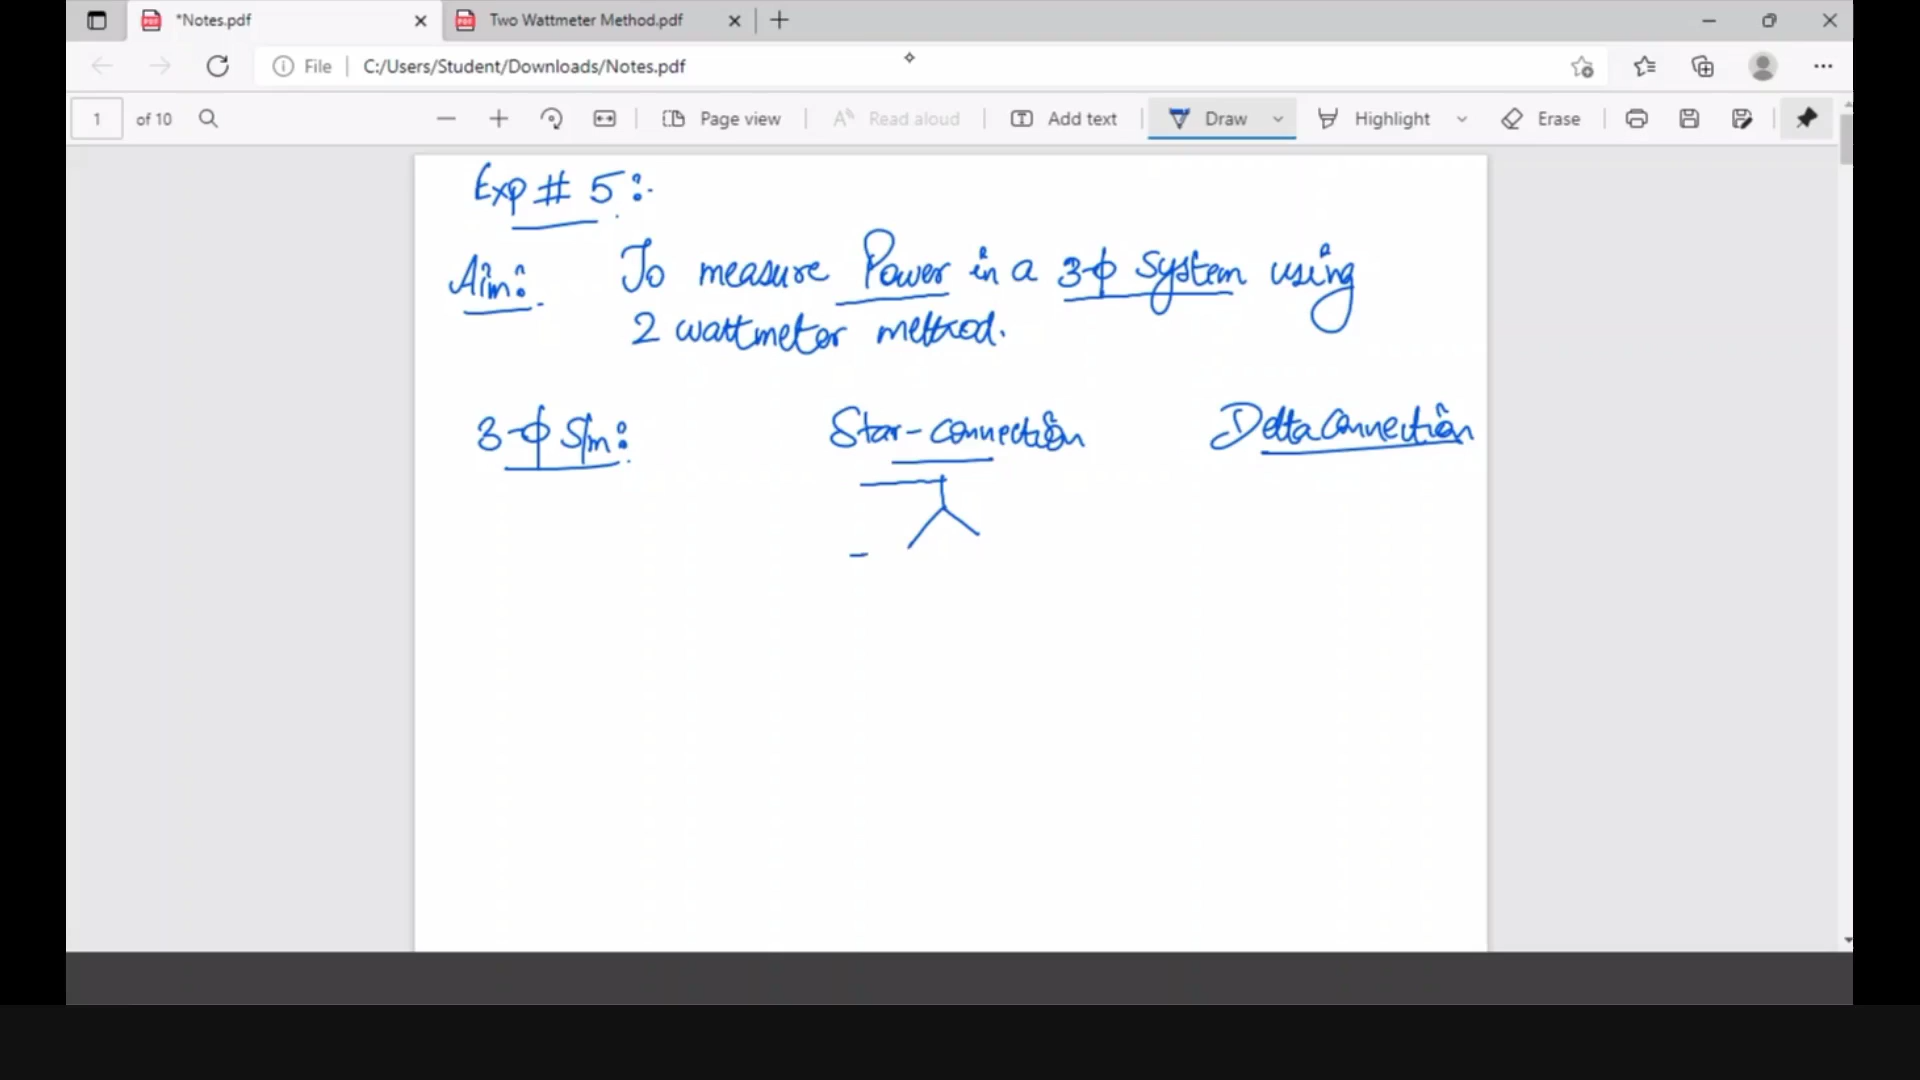 *Notes.pdf Two Wattmeter Method.pdf
File C:/Users/Student/Downloads/Notes.pdf
1 of 10 Page view Read aloud Add text Draw Highlight Erase
Exp # 5:-
Aim: To measure Power in a 3-ϕ System using
2 wattmeter method.
3-ϕ S/m: Star-connection Delta Connection